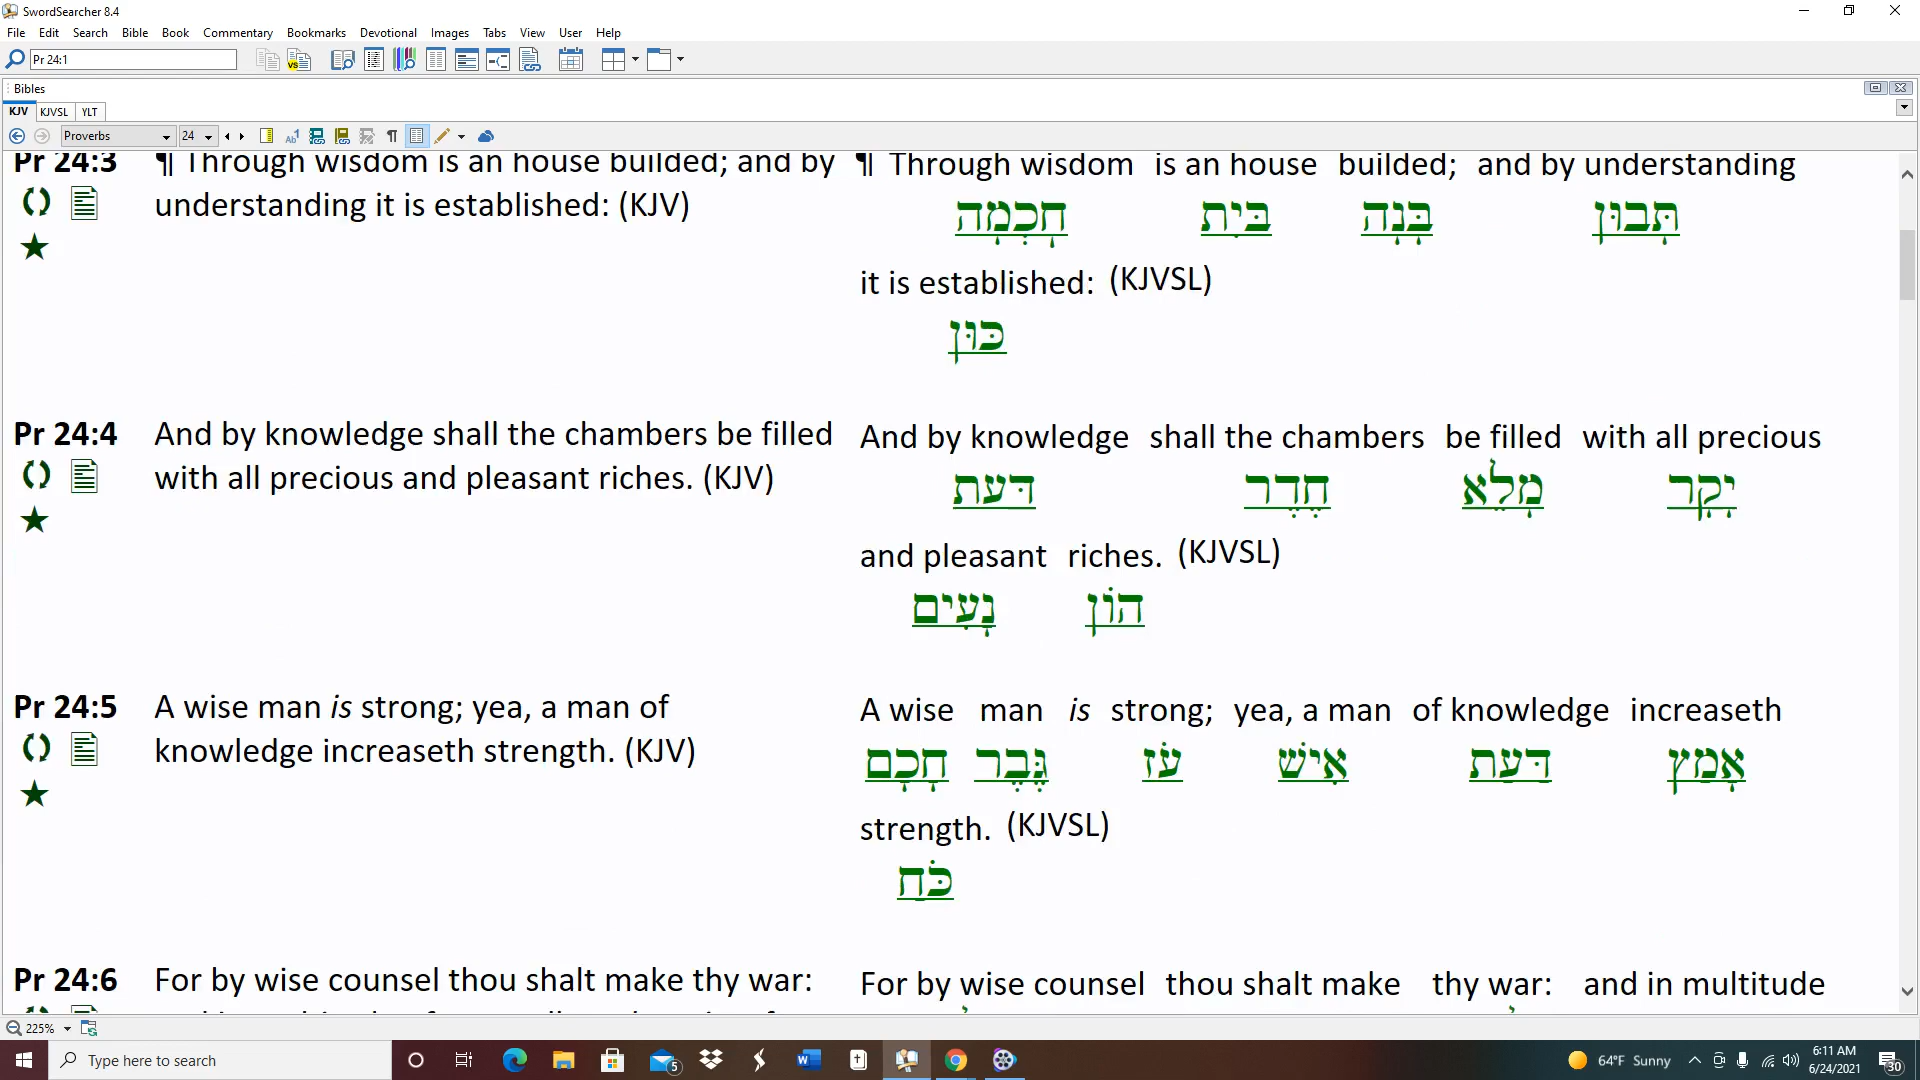 SwordSearcher 8.4
File Edit Search Bible Book Commentary Bookmarks Devotional Images Tabs View User Help
Pr 24:1
Bibles
KJV KJVSL YLT
Proverbs 24
Pr 24:3 ¶ Through wisdom is an house builded; and by
understanding it is established: (KJV)
¶ Through wisdom is an house builded; and by understanding
חָכְמָה בּיִת בָּנָה תָּבוּן
it is established: (KJVSL)
כּוּן
Pr 24:4 And by knowledge shall the chambers be filled
with all precious and pleasant riches. (KJV)
And by knowledge shall the chambers be filled with all precious
דּעת חֶדֶר מָלֵא יָקָר
and pleasant riches. (KJVSL)
נָעִים הוֹן
Pr 24:5 A wise man is strong; yea, a man of
knowledge increaseth strength. (KJV)
A wise man is strong; yea, a man of knowledge increaseth
חָכָם גֶּבֶר עֹז אִישׁ דַּעַת אָמַץ
strength. (KJVSL)
כֹּחַ
Pr 24:6 For by wise counsel thou shalt make thy war:
For by wise counsel thou shalt make thy war: and in multitude
225%
Type here to search
5
64°F Sunny
6:11 AM
6/24/2021
30